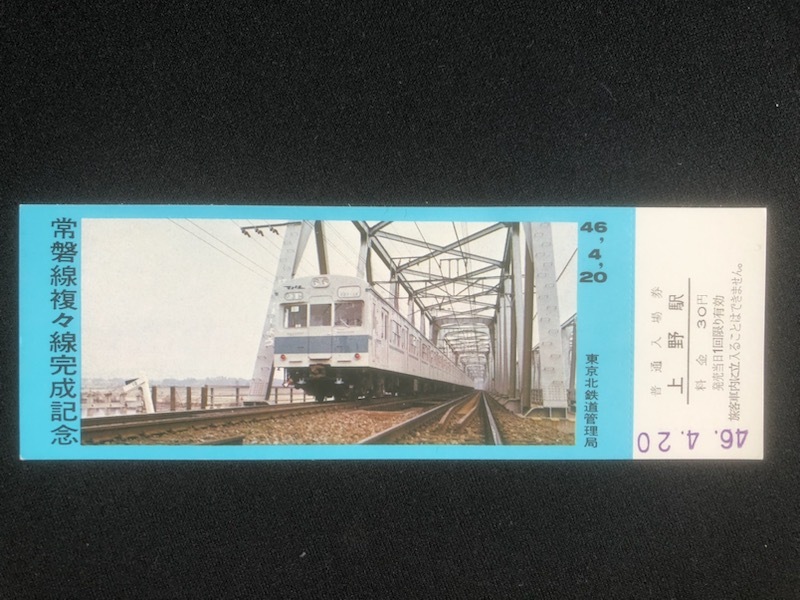 常磐線複々線完成記念
46,4,20
東京北鉄道管理局
普通入場券
上野駅
料金 30円
発売当日1回限り有効
旅客車内に立入ることはできません。
46.4.20